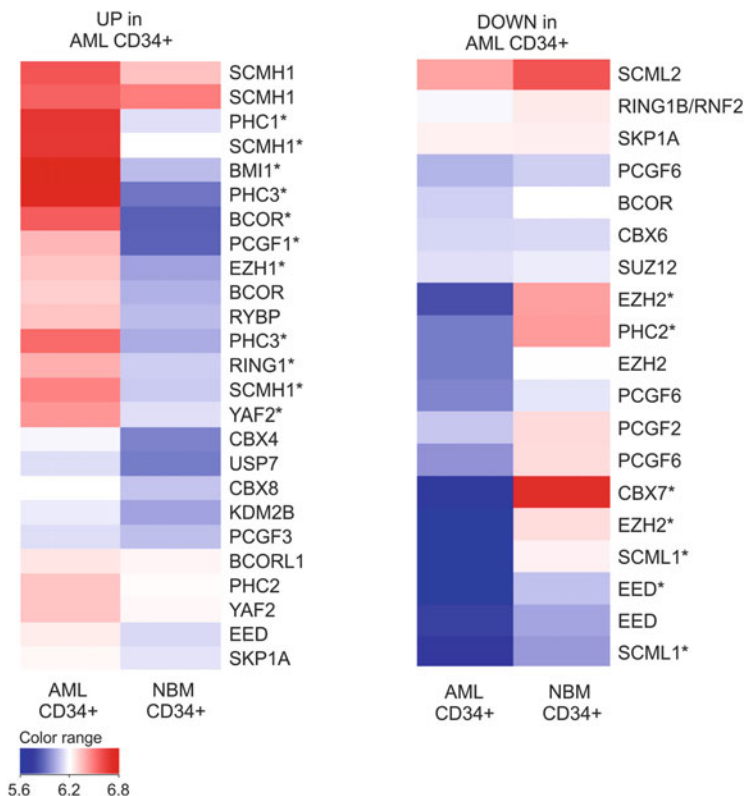 UP in
AML CD34+
SCMH1
SCMH1
PHC1*
SCMH1*
BMI1*
PHC3*
BCOR*
PCGF1*
EZH1*
BCOR
RYBP
PHC3*
RING1*
SCMH1*
YAF2*
CBX4
USP7
CBX8
KDM2B
PCGF3
BCORL1
PHC2
YAF2
EED
SKP1A
AML
CD34+
NBM
CD34+
Color range
5.6 6.2 6.8
DOWN in
AML CD34+
SCML2
RING1B/RNF2
SKP1A
PCGF6
BCOR
CBX6
SUZ12
EZH2*
PHC2*
EZH2
PCGF6
PCGF2
PCGF6
CBX7*
EZH2*
SCML1*
EED*
EED
SCML1*
AML
CD34+
NBM
CD34+